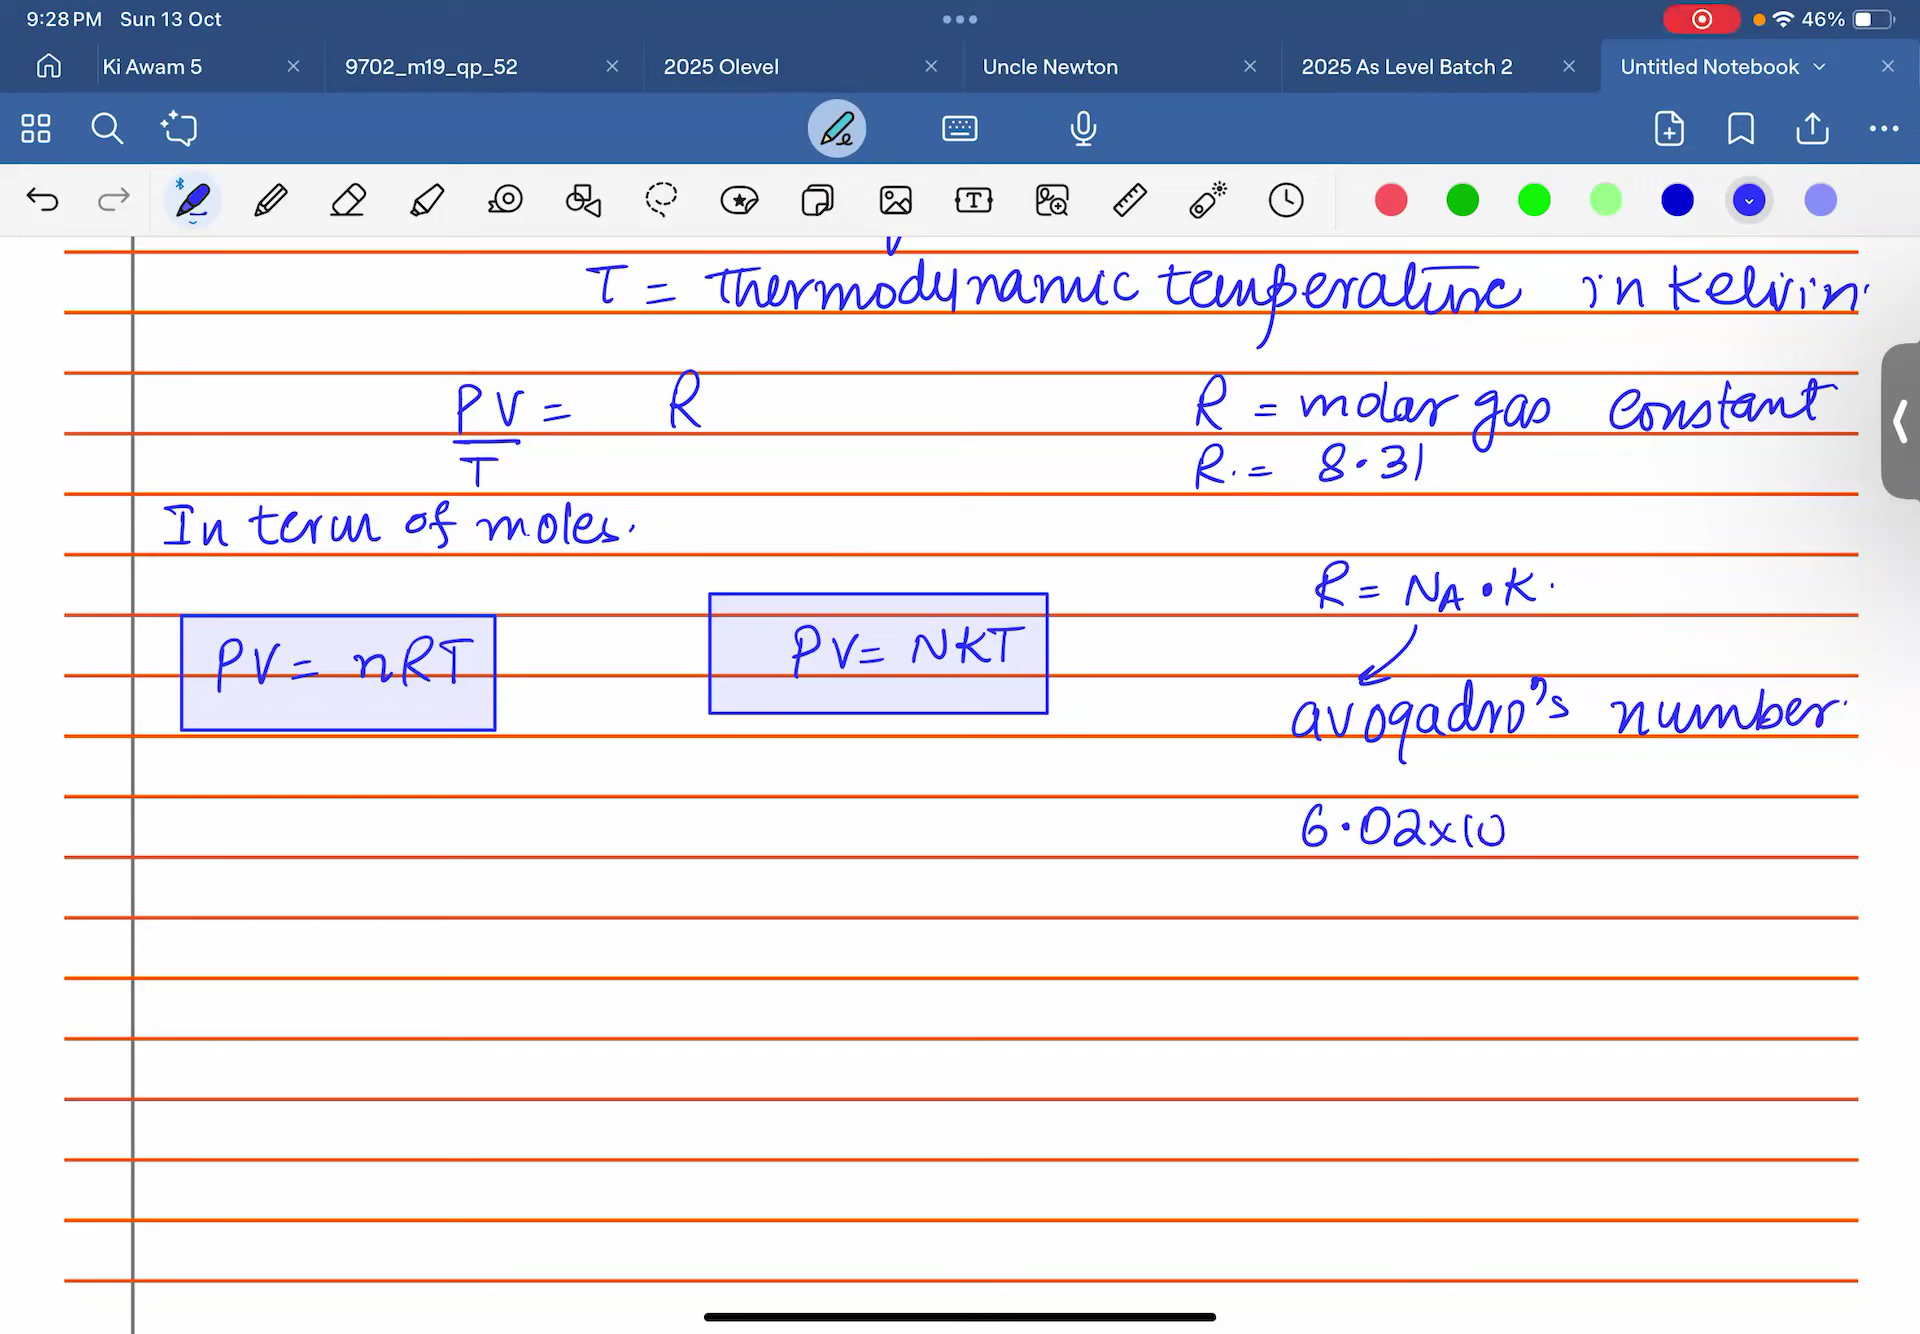 9:28 PM Sun 13 Oct
46%
Ki Awam 5
9702_m19_qp_52
2025 Olevel
Uncle Newton
2025 As Level Batch 2
Untitled Notebook
T = Thermodynamic temperature in kelvin.
PV/T = R
R = molar gas constant
R. = 8.31
In term of moles.
R = NA • K.
PV = nRT
PV = NKT
avogadro's number.
6.02x10